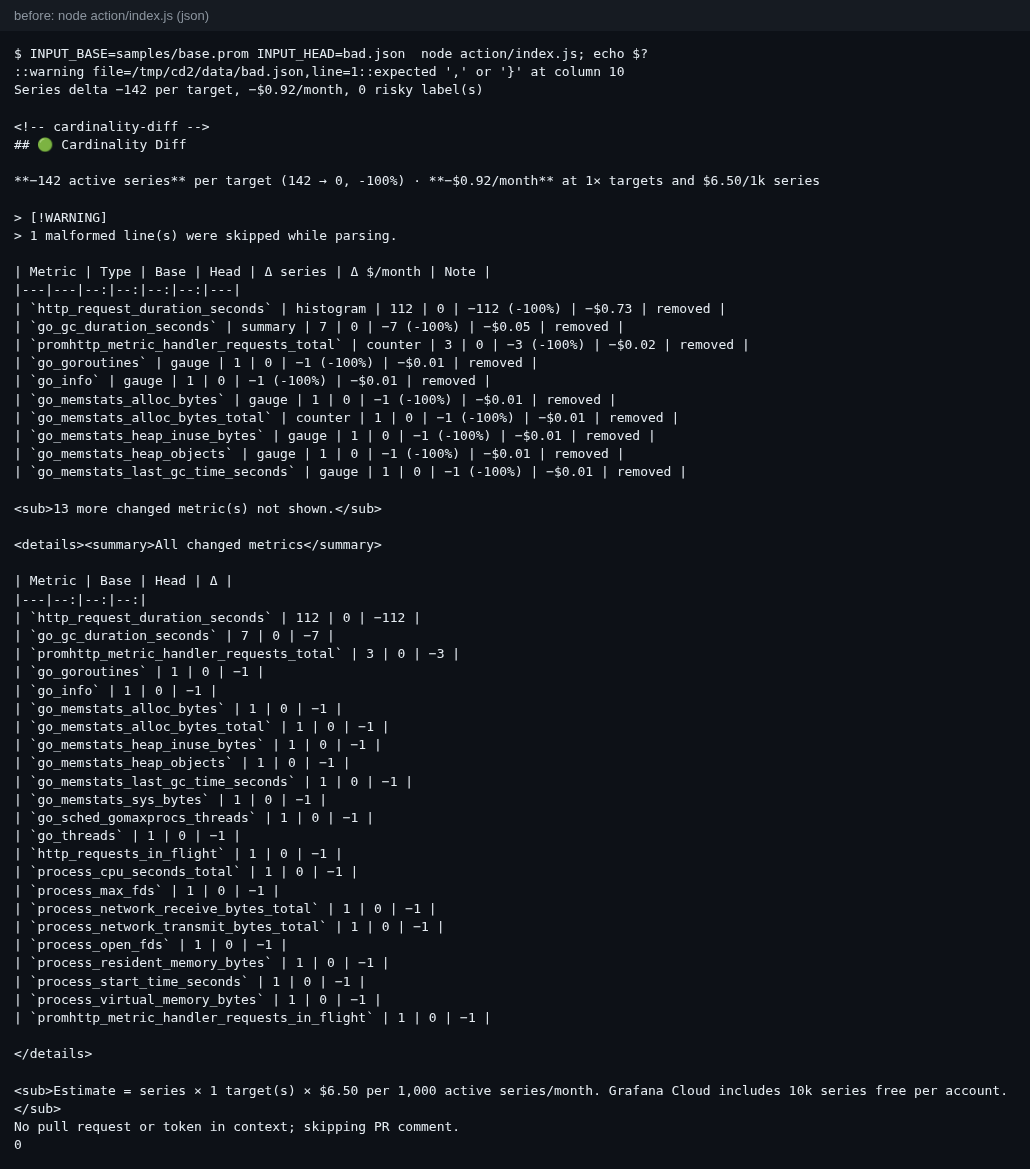 before: node action/index.js (json)
$ INPUT_BASE=samples/base.prom INPUT_HEAD=bad.json  node action/index.js; echo $?
::warning file=/tmp/cd2/data/bad.json,line=1::expected ',' or '}' at column 10
Series delta −142 per target, −$0.92/month, 0 risky label(s)
<!-- cardinality-diff -->
## 🟢 Cardinality Diff
**−142 active series** per target (142 → 0, -100%) · **−$0.92/month** at 1× targets and $6.50/1k series
> [!WARNING]
> 1 malformed line(s) were skipped while parsing.
| Metric | Type | Base | Head | Δ series | Δ $/month | Note |
|---|---|--:|--:|--:|--:|---|
| `http_request_duration_seconds` | histogram | 112 | 0 | −112 (-100%) | −$0.73 | removed |
| `go_gc_duration_seconds` | summary | 7 | 0 | −7 (-100%) | −$0.05 | removed |
| `promhttp_metric_handler_requests_total` | counter | 3 | 0 | −3 (-100%) | −$0.02 | removed |
| `go_goroutines` | gauge | 1 | 0 | −1 (-100%) | −$0.01 | removed |
| `go_info` | gauge | 1 | 0 | −1 (-100%) | −$0.01 | removed |
| `go_memstats_alloc_bytes` | gauge | 1 | 0 | −1 (-100%) | −$0.01 | removed |
| `go_memstats_alloc_bytes_total` | counter | 1 | 0 | −1 (-100%) | −$0.01 | removed |
| `go_memstats_heap_inuse_bytes` | gauge | 1 | 0 | −1 (-100%) | −$0.01 | removed |
| `go_memstats_heap_objects` | gauge | 1 | 0 | −1 (-100%) | −$0.01 | removed |
| `go_memstats_last_gc_time_seconds` | gauge | 1 | 0 | −1 (-100%) | −$0.01 | removed |
<sub>13 more changed metric(s) not shown.</sub>
<details><summary>All changed metrics</summary>
| Metric | Base | Head | Δ |
|---|--:|--:|--:|
| `http_request_duration_seconds` | 112 | 0 | −112 |
| `go_gc_duration_seconds` | 7 | 0 | −7 |
| `promhttp_metric_handler_requests_total` | 3 | 0 | −3 |
| `go_goroutines` | 1 | 0 | −1 |
| `go_info` | 1 | 0 | −1 |
| `go_memstats_alloc_bytes` | 1 | 0 | −1 |
| `go_memstats_alloc_bytes_total` | 1 | 0 | −1 |
| `go_memstats_heap_inuse_bytes` | 1 | 0 | −1 |
| `go_memstats_heap_objects` | 1 | 0 | −1 |
| `go_memstats_last_gc_time_seconds` | 1 | 0 | −1 |
| `go_memstats_sys_bytes` | 1 | 0 | −1 |
| `go_sched_gomaxprocs_threads` | 1 | 0 | −1 |
| `go_threads` | 1 | 0 | −1 |
| `http_requests_in_flight` | 1 | 0 | −1 |
| `process_cpu_seconds_total` | 1 | 0 | −1 |
| `process_max_fds` | 1 | 0 | −1 |
| `process_network_receive_bytes_total` | 1 | 0 | −1 |
| `process_network_transmit_bytes_total` | 1 | 0 | −1 |
| `process_open_fds` | 1 | 0 | −1 |
| `process_resident_memory_bytes` | 1 | 0 | −1 |
| `process_start_time_seconds` | 1 | 0 | −1 |
| `process_virtual_memory_bytes` | 1 | 0 | −1 |
| `promhttp_metric_handler_requests_in_flight` | 1 | 0 | −1 |
</details>
<sub>Estimate = series × 1 target(s) × $6.50 per 1,000 active series/month. Grafana Cloud includes 10k series free per account.
</sub>
No pull request or token in context; skipping PR comment.
0